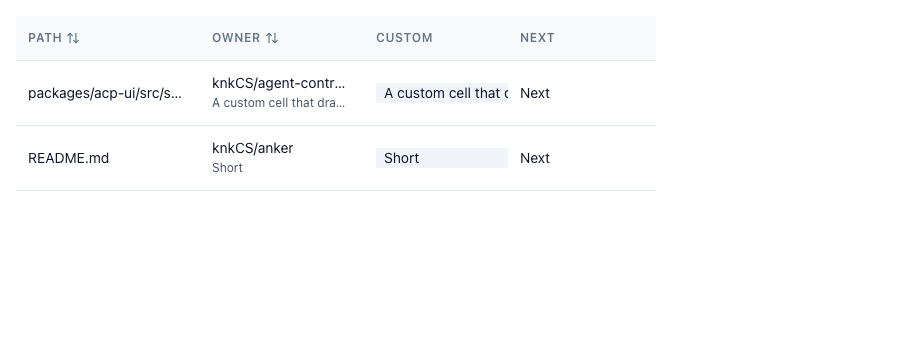 PATH OWNER CUSTOM NEXT
packages/acp-ui/src/s... knkCS/agent-contr... A custom cell that Next
A custom cell that dra...
README.md knkCS/anker Short Next
Short